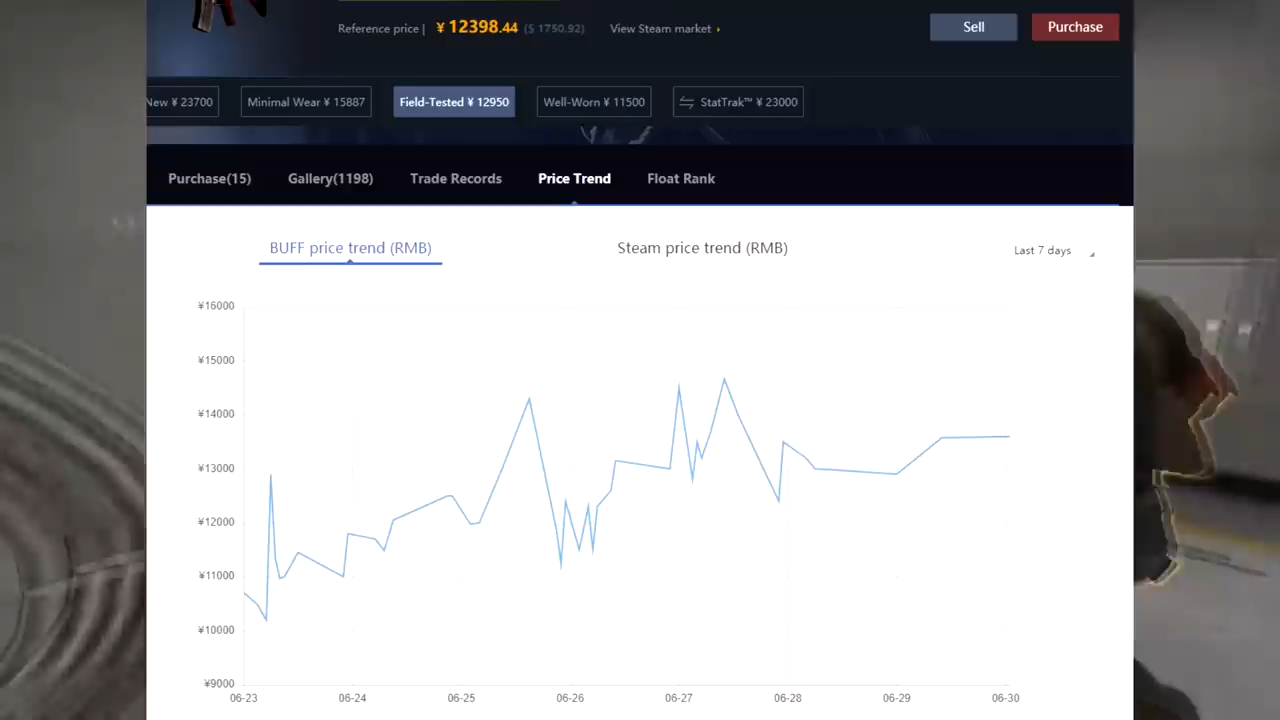 Reference price | ¥ 12398.44 ($ 1750.92) View Steam market
Sell
Purchase
New ¥ 23700
Minimal Wear ¥ 15887
Field-Tested ¥ 12950
Well-Worn ¥ 11500
StatTrak™ ¥ 23000
Purchase(15)
Gallery(1198)
Trade Records
Price Trend
Float Rank
BUFF price trend (RMB)
Steam price trend (RMB)
Last 7 days
¥16000
¥15000
¥14000
¥13000
¥12000
¥11000
¥10000
¥9000
06-23
06-24
06-25
06-26
06-27
06-28
06-29
06-30